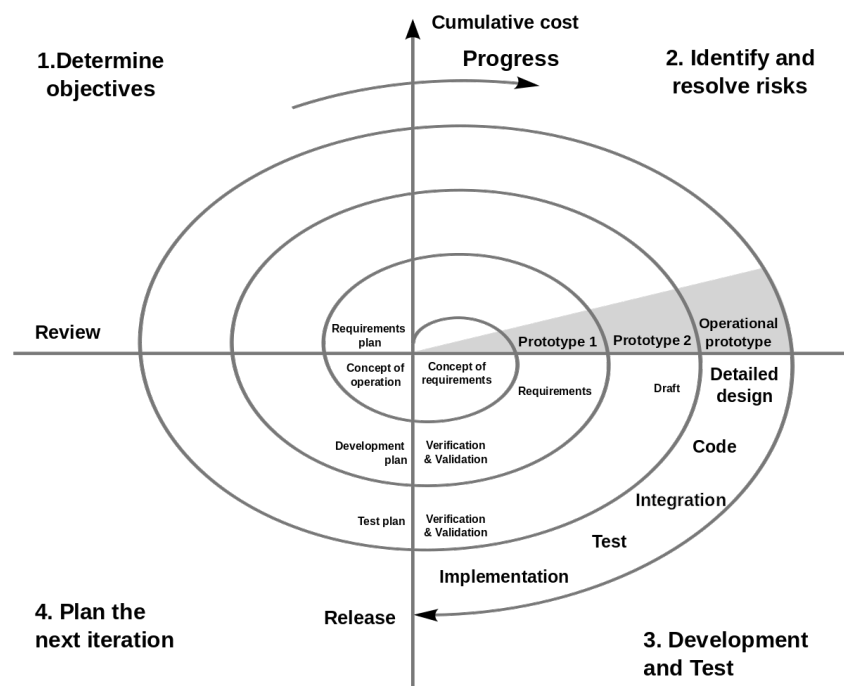 Cumulative cost
1.Determine
objectives
Progress
2. Identify and
resolve risks
Review
Requirements
plan
Prototype 1
Prototype 2
Operational
prototype
Concept of
operation
Concept of
requirements
Requirements
Draft
Detailed
design
Development
plan
Verification
& Validation
Code
Integration
Test plan
Verification
& Validation
Test
Implementation
Release
4. Plan the
next iteration
3. Development
and Test